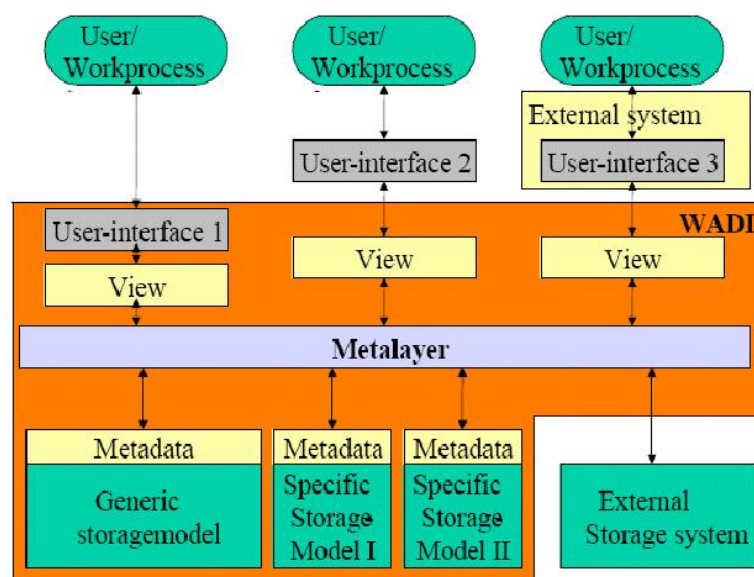 User/
Workprocess
User/
Workprocess
User/
Workprocess
External system
User-interface 2
User-interface 3
User-interface 1
WADI
View
View
View
Metalayer
Metadata
Generic
storagemodel
Metadata
Specific
Storage
Model I
Metadata
Specific
Storage
Model II
External
Storage system